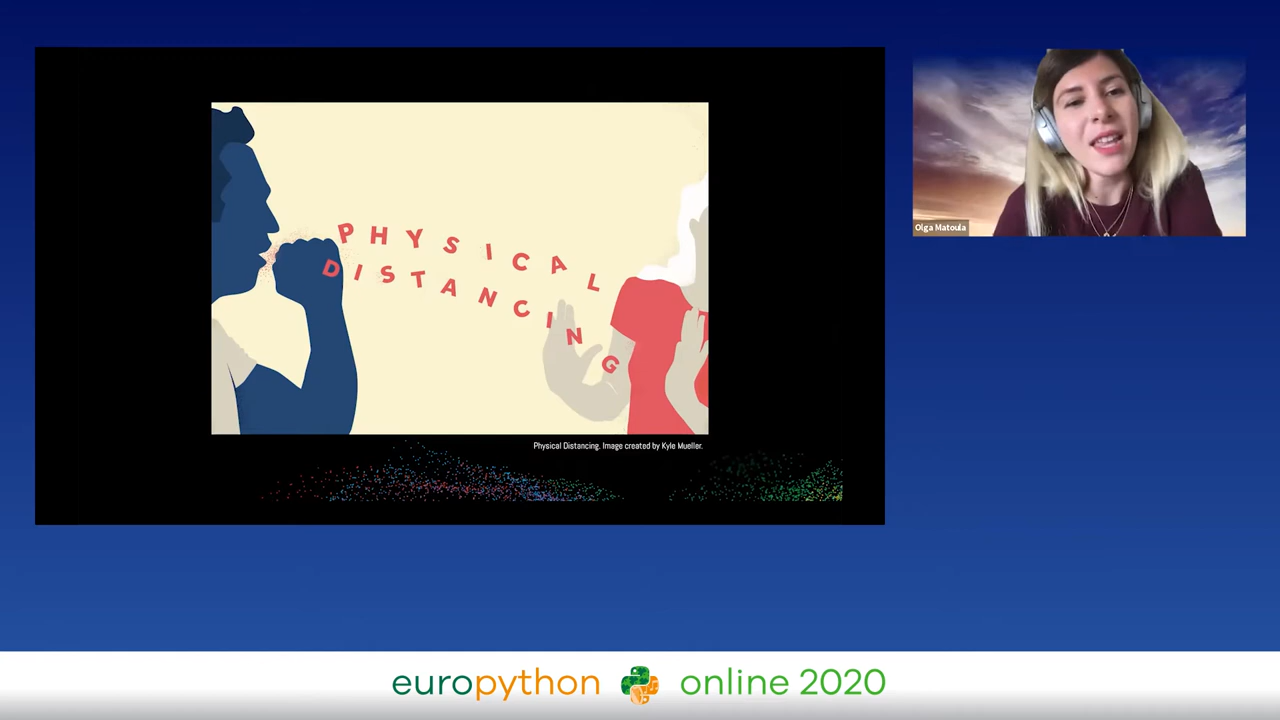 PHYSICAL
DISTANCING
Physical Distancing. Image created by Kyle Mueller.
Olga Matoula
europython online 2020